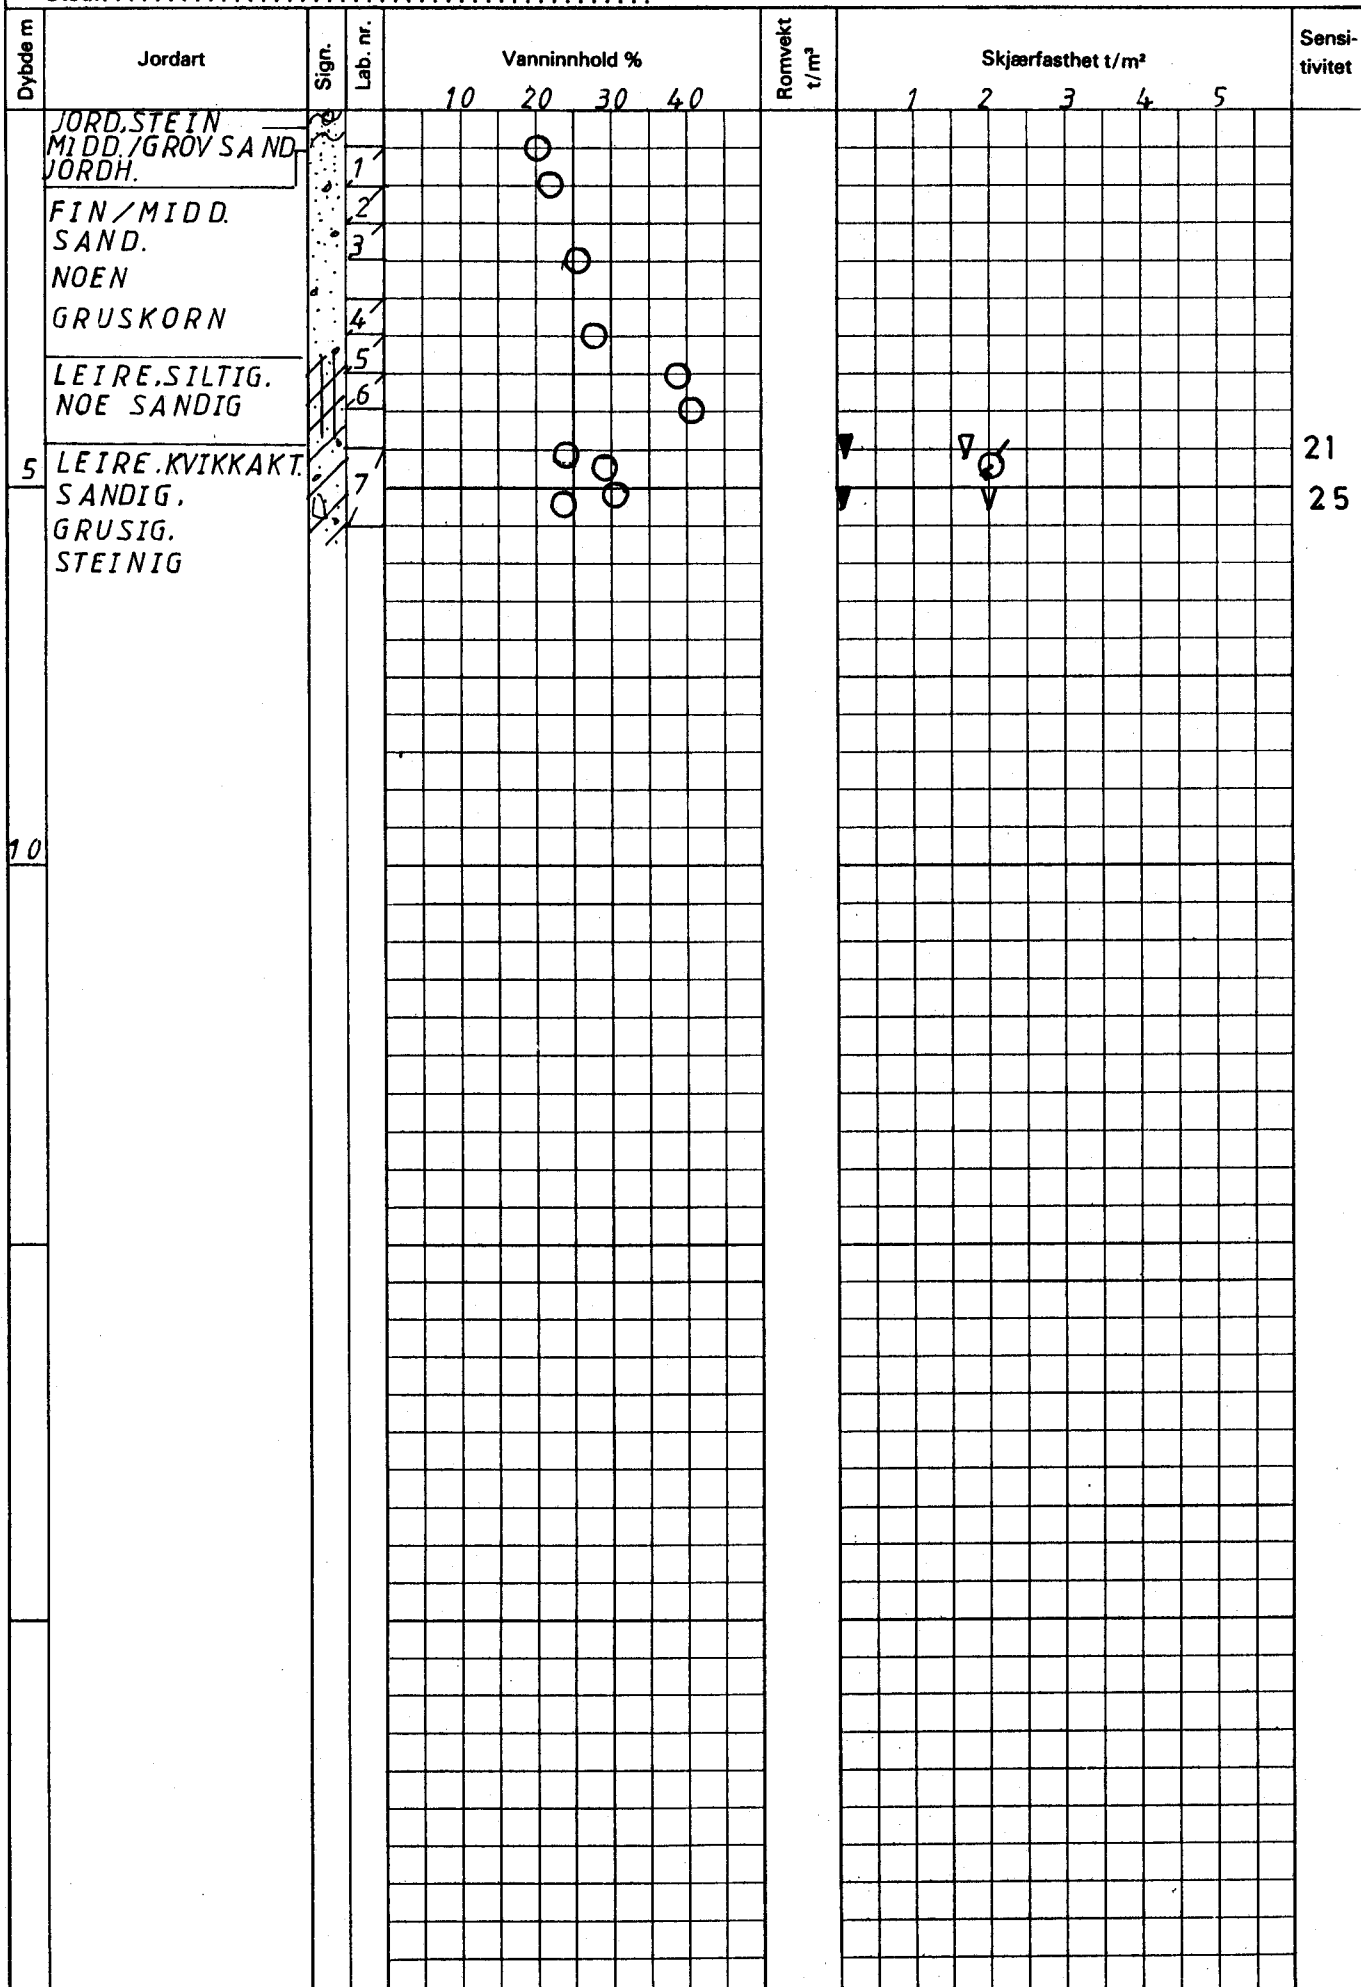 Dybde m
Jordart
Sign.
Lab. nr.
Vanninnhold %
Romvekt t/m³
Skjærfasthet t/m²
Sensi-
tivitet
10 20 30 40
1 2 3 4 5
JORD,STEIN
MIDD./GROV SAND
JORDH.
1
FIN/MIDD.
2
SAND.
3
NOEN
GRUSKORN
4
5
LEIRE,SILTIG.
6
NOE SANDIG
21
LEIRE.KVIKKAKT.
5
SANDIG.
7
25
GRUSIG.
STEINIG
10